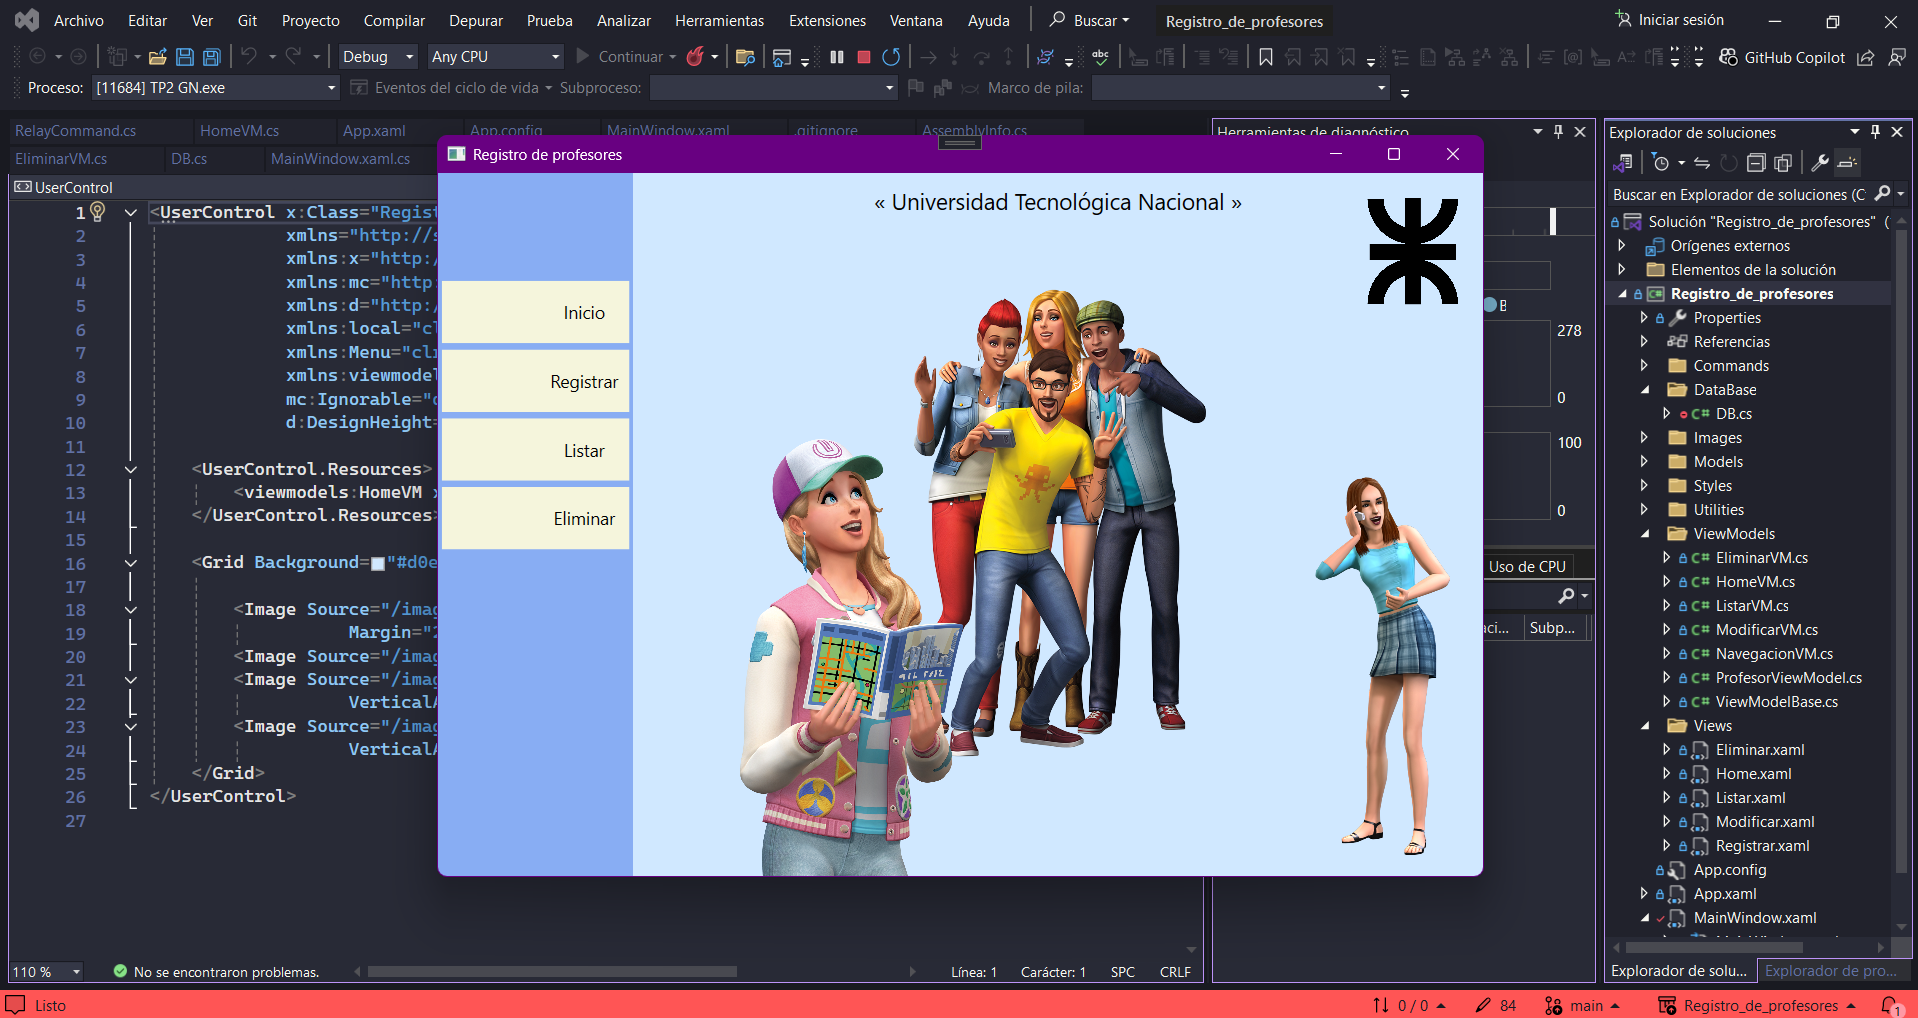 Archivo Editar Ver Git Proyecto Compilar Depurar Prueba Analizar Herramientas Extensiones Ventana Ayuda Buscar Registro_de_profesores Iniciar sesión
Debug Any CPU Continuar GitHub Copilot
Proceso: [11684] TP2 GN.exe Eventos del ciclo de vida Subproceso: Marco de pila:
RelayCommand.cs HomeVM.cs App.xaml App.config MainWindow.xaml .gitignore AssemblyInfo.cs
EliminarVM.cs DB.cs MainWindow.xaml.cs
UserControl
1 <UserControl x:Class="Regist
2 xmlns="http://s
3 xmlns:x="http:/
4 xmlns:mc="http:
5 xmlns:d="http:/
6 xmlns:local="cl
7 xmlns:Menu="cli
8 xmlns:viewmodel
9 mc:Ignorable="d
10 d:DesignHeight=
11
12 <UserControl.Resources>
13 <viewmodels:HomeVM x
14 </UserControl.Resources>
15
16 <Grid Background="#d0e
17
18 <Image Source="/imag
19 Margin="2
20 <Image Source="/imag
21 <Image Source="/imag
22 VerticalA
23 <Image Source="/imag
24 VerticalA
25 </Grid>
26 </UserControl>
27
110 % No se encontraron problemas. Línea: 1 Carácter: 1 SPC CRLF
Registro de profesores
« Universidad Tecnológica Nacional »
Inicio
Registrar
Listar
Eliminar
Herramientas de diagnóstico
B
278
0
100
0
Uso de CPU
aci... Subp...
Explorador de soluciones
Buscar en Explorador de soluciones (C
Solución "Registro_de_profesores" (
Orígenes externos
Elementos de la solución
C# Registro_de_profesores
Properties
Referencias
Commands
DataBase
C# DB.cs
Images
Models
Styles
Utilities
ViewModels
C# EliminarVM.cs
C# HomeVM.cs
C# ListarVM.cs
C# ModificarVM.cs
C# NavegacionVM.cs
C# ProfesorViewModel.cs
C# ViewModelBase.cs
Views
Eliminar.xaml
Home.xaml
Listar.xaml
Modificar.xaml
Registrar.xaml
App.config
App.xaml
MainWindow.xaml
Explorador de solu... Explorador de pro...
Listo 0 / 0 84 main Registro_de_profesores 1